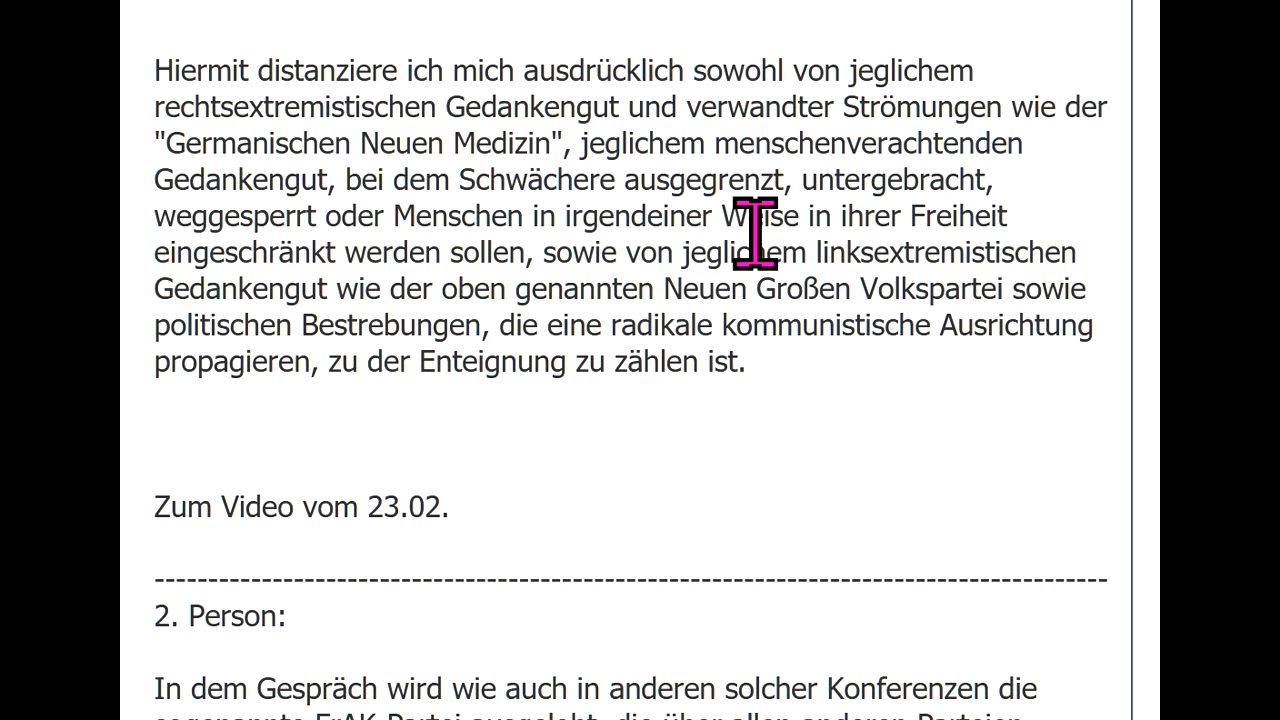 Hiermit distanziere ich mich ausdrücklich sowohl von jeglichem
rechtsextremistischen Gedankengut und verwandter Strömungen wie der
"Germanischen Neuen Medizin", jeglichem menschenverachtenden
Gedankengut, bei dem Schwächere ausgegrenzt, untergebracht,
weggesperrt oder Menschen in irgendeiner Weise in ihrer Freiheit
eingeschränkt werden sollen, sowie von jeglichem linksextremistischen
Gedankengut wie der oben genannten Neuen Großen Volkspartei sowie
politischen Bestrebungen, die eine radikale kommunistische Ausrichtung
propagieren, zu der Enteignung zu zählen ist.
Zum Video vom 23.02.
----------------------------------------------------------------------------------------
2. Person:
In dem Gespräch wird wie auch in anderen solcher Konferenzen die